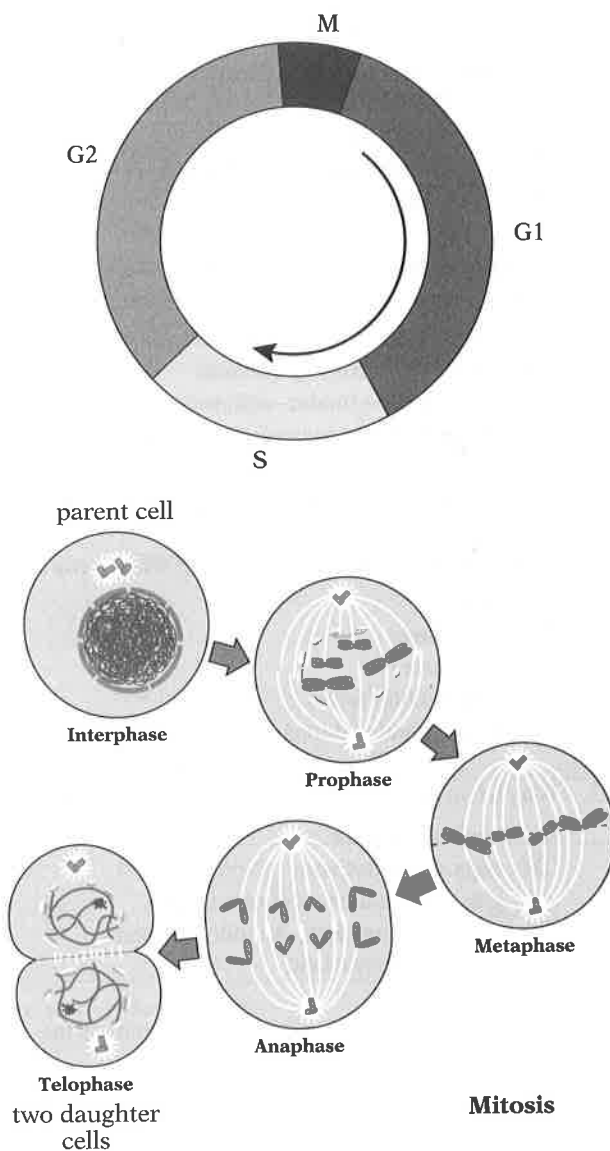 M
G2
G1
S
parent cell
Interphase
Prophase
Metaphase
Anaphase
Telophase
two daughter
cells
Mitosis